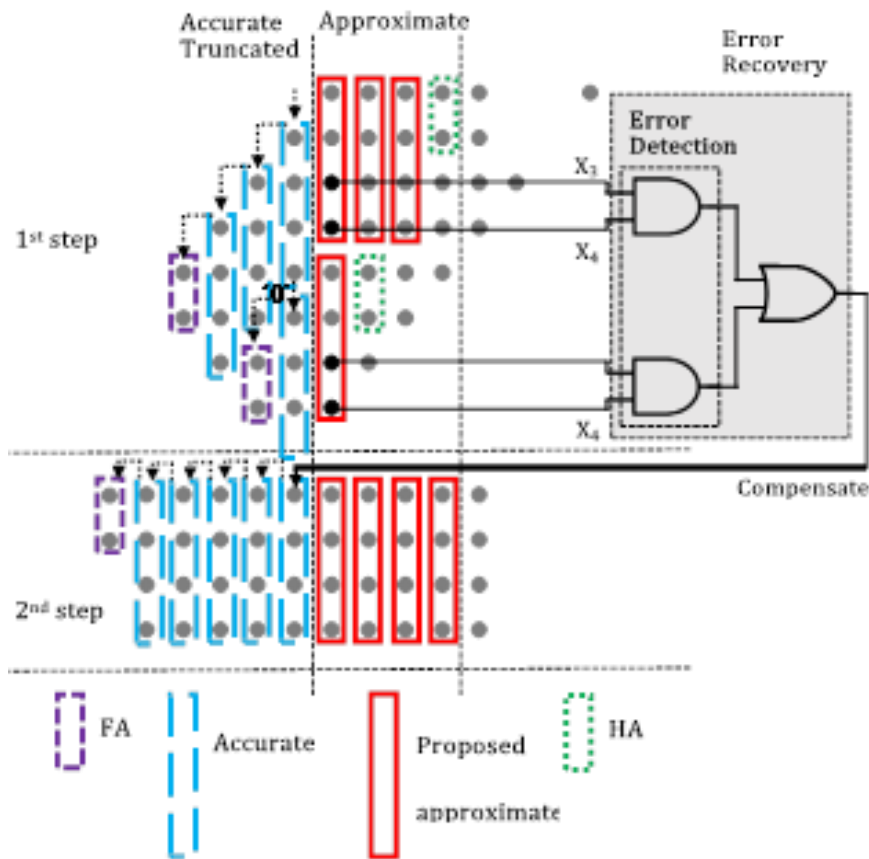 Accurate
Truncated
Approximate
Error
Recovery
Error
Detection
X₃
X₄
1st step
0
X₄
Compensate
2nd step
FA
Accurate
Proposed
approximate
HA